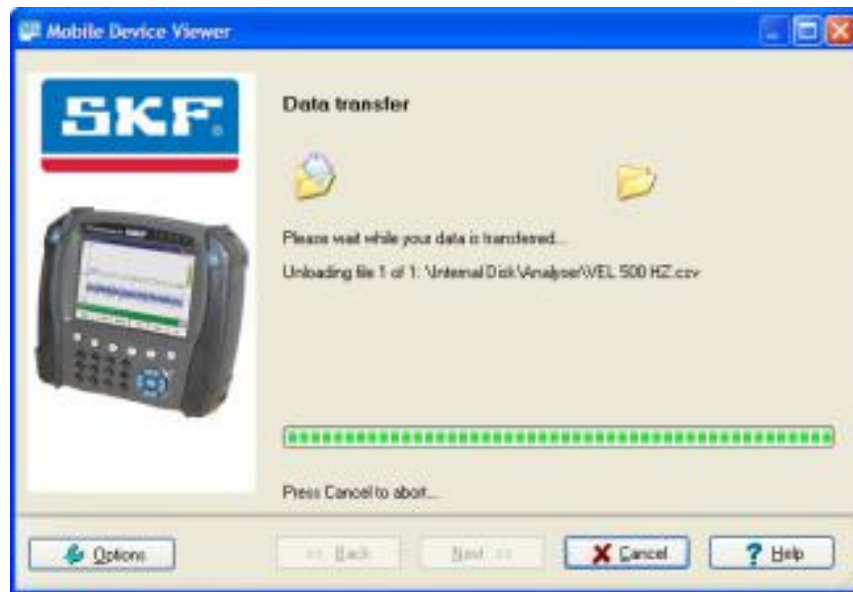 Mobile Device Viewer
SKF
Data transfer
Please wait while your data is transferred...
Unloading file 1 of 1: \Internal Disk\Analyser\VEL 500 HZ.csv
Press Cancel to abort...
Options
<< Back
Next >>
Cancel
? Help